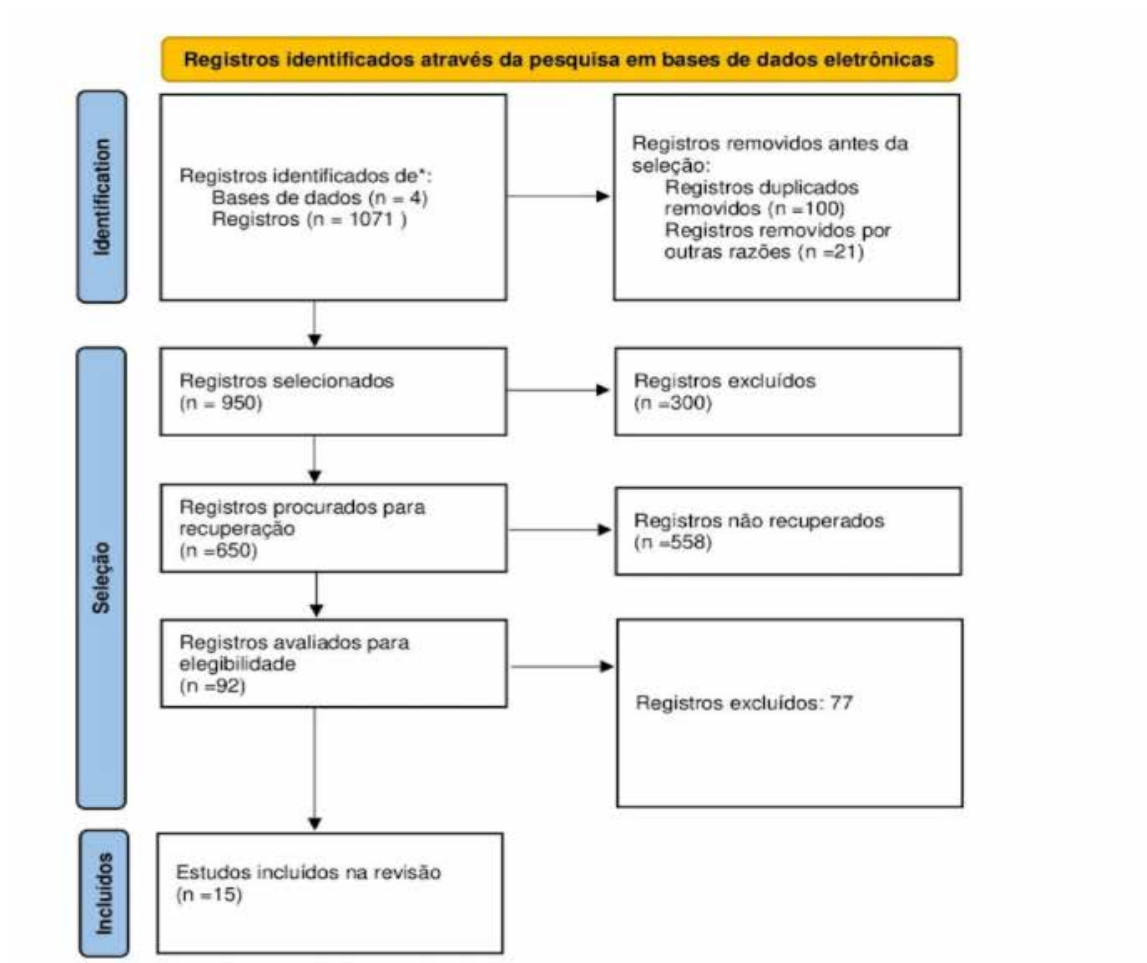 Registros identificados através da pesquisa em bases de dados eletrônicas
Identification
Registros identificados de*:
Bases de dados (n = 4)
Registros (n = 1071 )
Registros removidos antes da
seleção:
Registros duplicados
removidos (n =100)
Registros removidos por
outras razões (n =21)
Seleção
Registros selecionados
(n = 950)
Registros excluídos
(n =300)
Registros procurados para
recuperação
(n =650)
Registros não recuperados
(n =558)
Registros avaliados para
elegibilidade
(n =92)
Registros excluídos: 77
Incluídos
Estudos incluídos na revisão
(n =15)